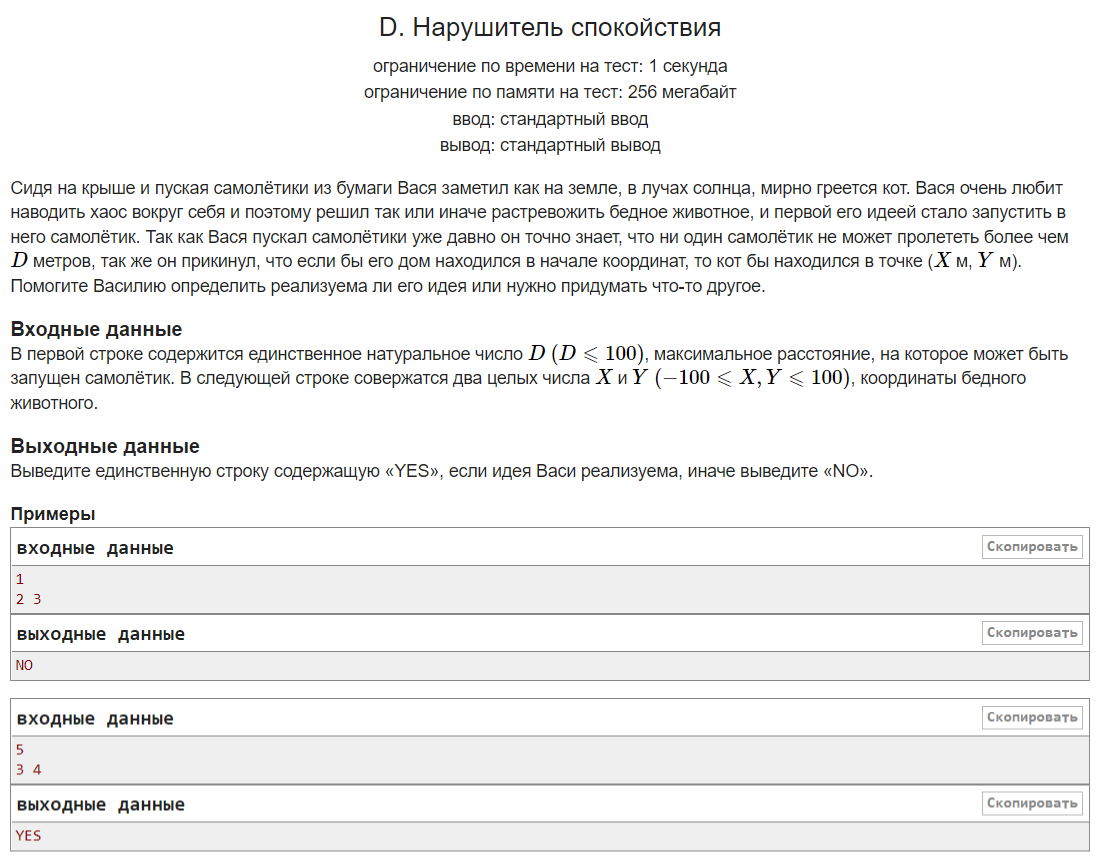 D. Нарушитель спокойствия
ограничение по времени на тест: 1 секунда
ограничение по памяти на тест: 256 мегабайт
ввод: стандартный ввод
вывод: стандартный вывод
Сидя на крыше и пуская самолётики из бумаги Вася заметил как на земле, в лучах солнца, мирно греется кот. Вася очень любит
наводить хаос вокруг себя и поэтому решил так или иначе растревожить бедное животное, и первой его идеей стало запустить в
него самолётик. Так как Вася пускал самолётики уже давно он точно знает, что ни один самолётик не может пролететь более чем
D метров, так же он прикинул, что если бы его дом находился в начале координат, то кот бы находился в точке (X м, Y м).
Помогите Василию определить реализуема ли его идея или нужно придумать что-то другое.
Входные данные
В первой строке содержится единственное натуральное число D (D ⩽ 100), максимальное расстояние, на которое может быть
запущен самолётик. В следующей строке совержатся два целых числа X и Y (−100 ⩽ X, Y ⩽ 100), координаты бедного
животного.
Выходные данные
Выведите единственную строку содержащую «YES», если идея Васи реализуема, иначе выведите «NO».
Примеры
входные данные Скопировать
1
2 3
выходные данные Скопировать
NO
входные данные Скопировать
5
3 4
выходные данные Скопировать
YES